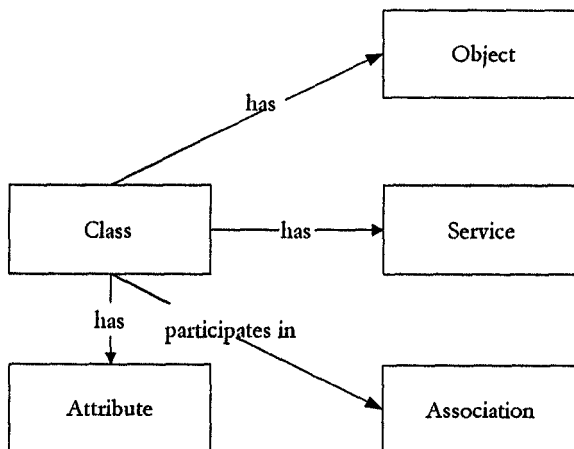 Object
has
Class
has
Service
has
participates in
Attribute
Association